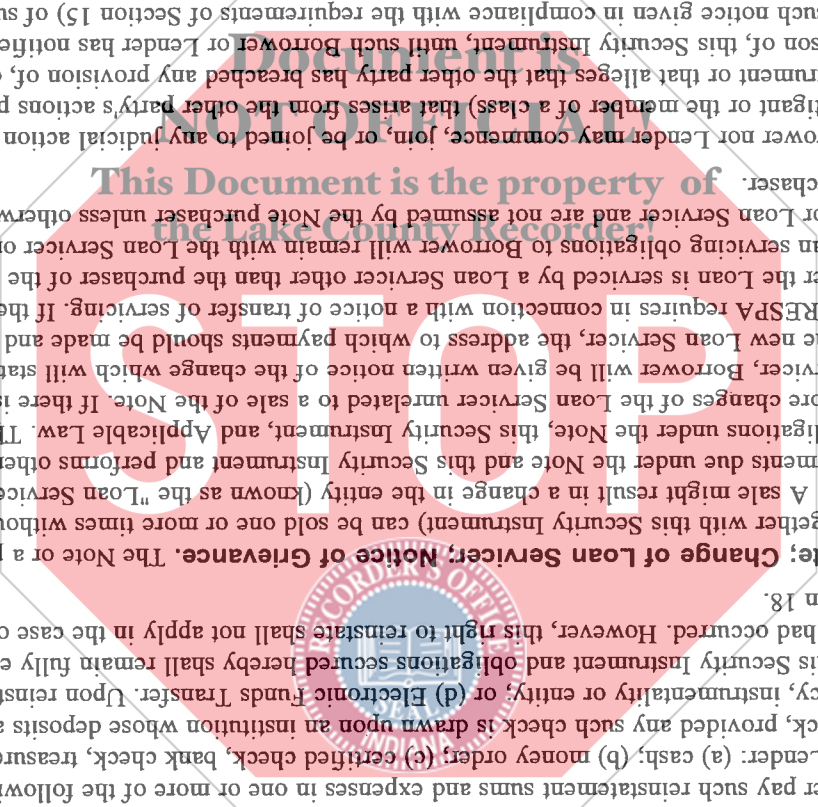 er pay such reinstatement sums and expenses in one or more of the followi
Lender: (a) cash; (b) money order; (c) certified check, bank check, treasure
ck, provided any such check is drawn upon an institution whose deposits a
cy, instrumentality or entity; or (d) Electronic Funds Transfer. Upon reinst
is Security Instrument and obligations secured hereby shall remain fully e
had occurred. However, this right to reinstate shall not apply in the case o
n 18.
te; Change of Loan Servicer; Notice of Grievance. The Note or a p
gether with this Security Instrument) can be sold one or more times withou
A sale might result in a change in the entity (known as the "Loan Service
ments due under the Note and this Security Instrument and performs other
ligations under the Note, this Security Instrument, and Applicable Law. Th
ore changes of the Loan Servicer unrelated to a sale of the Note. If there is
vicer, Borrower will be given written notice of the change which will stat
he new Loan Servicer, the address to which payments should be made and
RESPA requires in connection with a notice of transfer of servicing. If the
er the Loan is serviced by a Loan Servicer other than the purchaser of the
an servicing obligations to Borrower will remain with the Loan Servicer or
or Loan Servicer and are not assumed by the Note purchaser unless otherw
chaser.
rower nor Lender may commence, join, or be joined to any judicial action
tigant or the member of a class) that arises from the other party's actions p
trument or that alleges that the other party has breached any provision of,
son of, this Security Instrument, until such Borrower or Lender has notifie
uch notice given in compliance with the requirements of Section 15) of su
Document is
NOT OFFICIAL!
This Document is the property of
the Lake County Recorder!
STOP
RECORDER'S OFFICE
SEAL
INDIANA